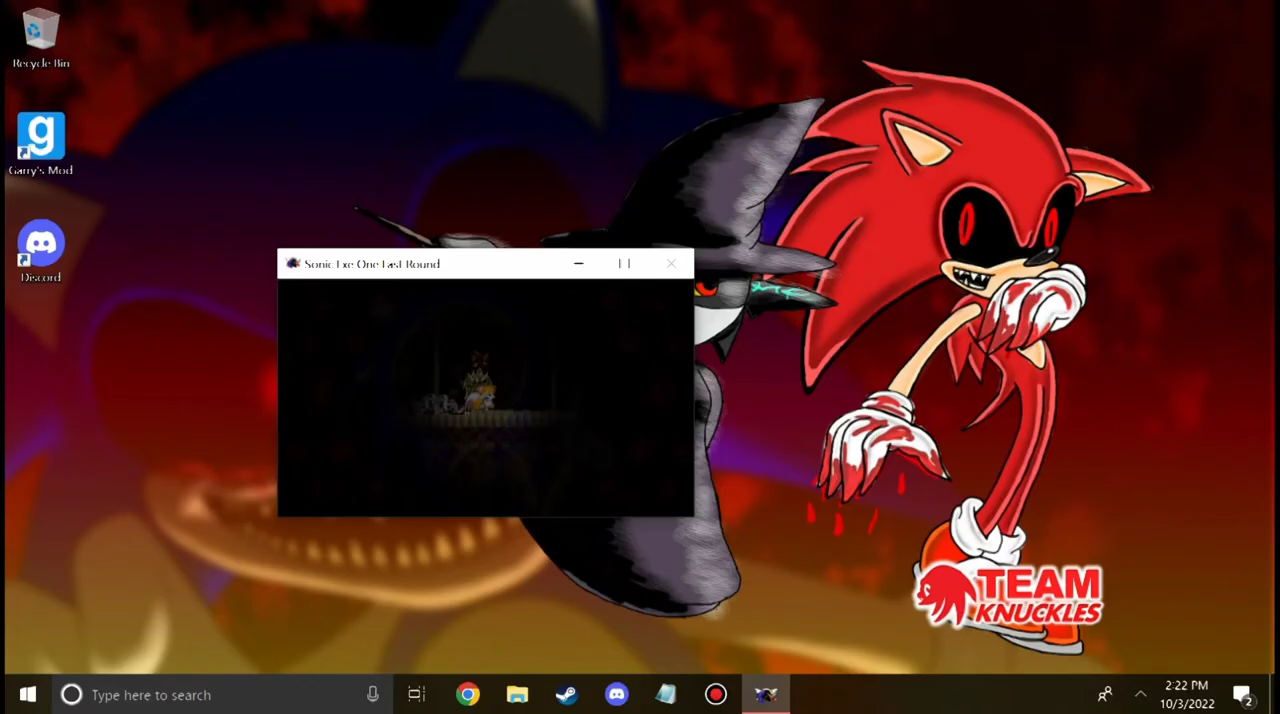 Recycle Bin
Garry's Mod
Discord
Sonic Exe One Last Round
TEAM
KNUCKLES
Type here to search
2:22 PM
10/3/2022
2